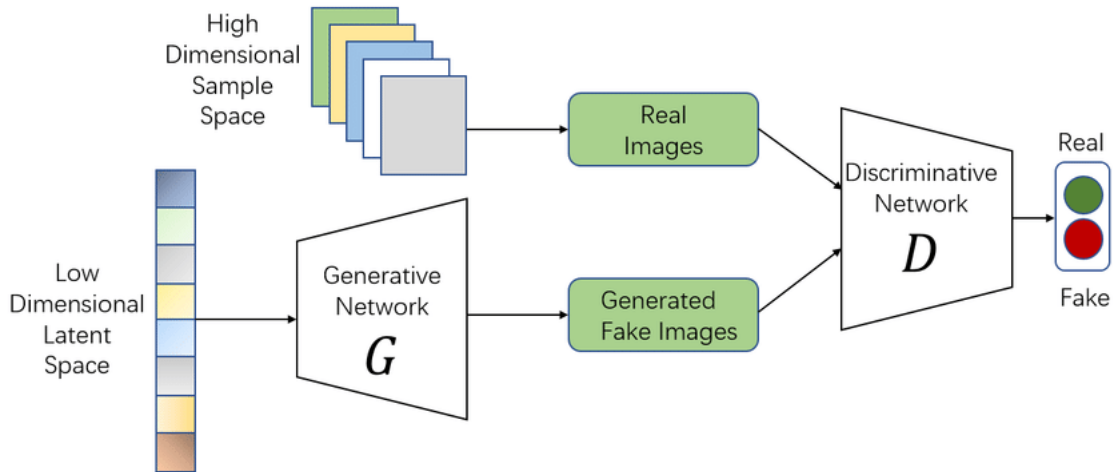 High
Dimensional
Sample
Space
Real
Images
Discriminative
Network
D
Real
Fake
Low
Dimensional
Latent
Space
Generative
Network
G
Generated
Fake Images